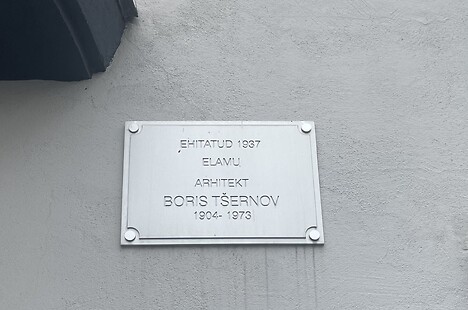 EHITATUD 1937
ELAMU
ARHITEKT
BORIS TŠERNOV
1904- 1973